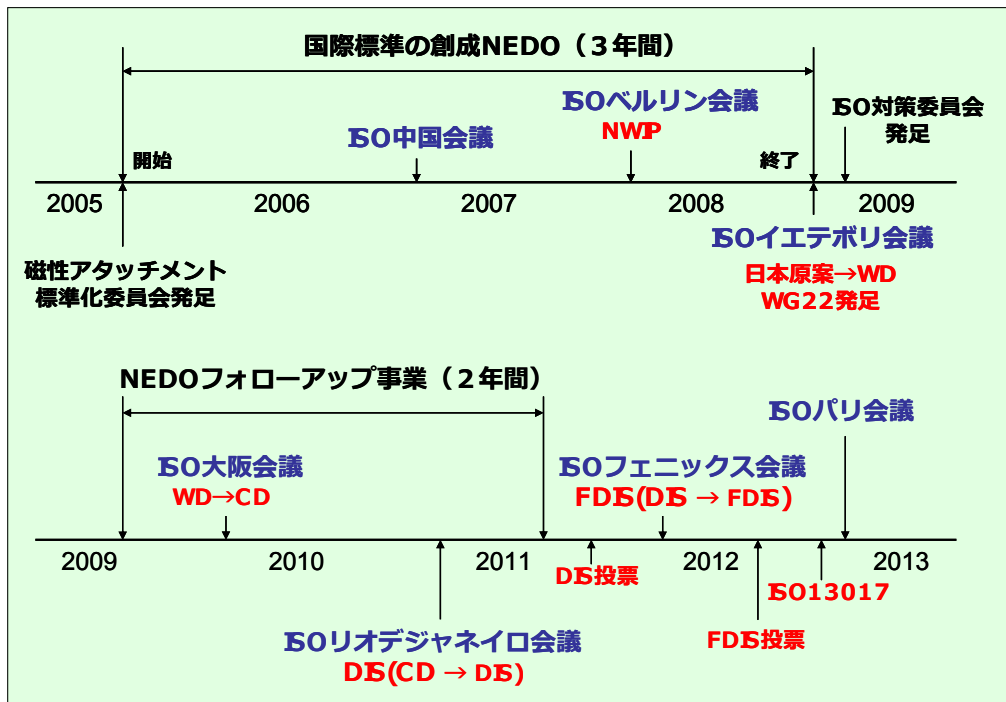 国際標準の創成NEDO（３年間）
ISOベルリン会議
NWIP
ISO対策委員会
発足
ISO中国会議
開始
終了
2005
2006
2007
2008
2009
磁性アタッチメント
標準化委員会発足
ISOイエテボリ会議
日本原案→WD
WG22発足
NEDOフォローアップ事業（２年間）
ISOパリ会議
ISO大阪会議
WD→CD
ISOフェニックス会議
FDIS(DIS → FDIS)
2009
2010
2011
2012
2013
DIS投票
ISO13017
ISOリオデジャネイロ会議
DIS(CD → DIS)
FDIS投票